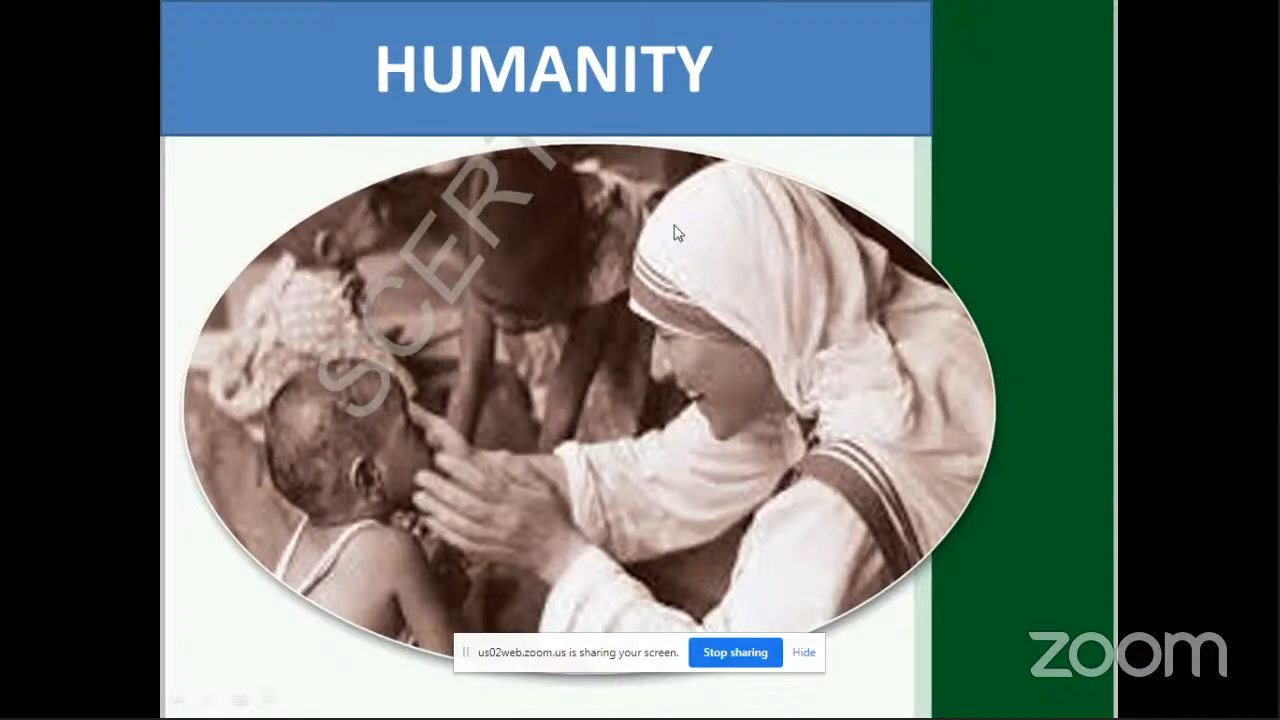 HUMANITY
SCERT
us02web.zoom.us is sharing your screen.
Stop sharing
Hide
zoom